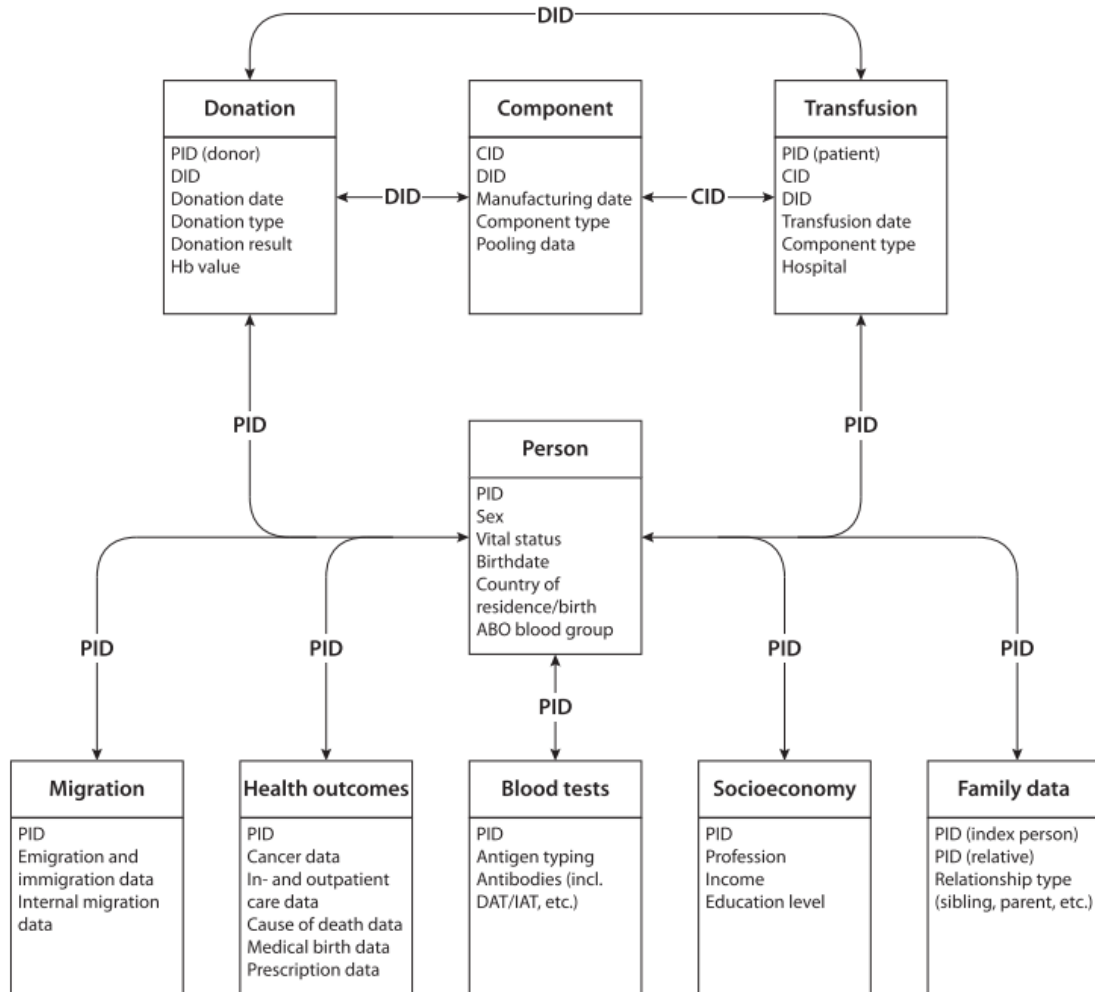 DID
Donation
PID (donor)
DID
Donation date
Donation type
Donation result
Hb value
DID
Component
CID
DID
Manufacturing date
Component type
Pooling data
CID
Transfusion
PID (patient)
CID
DID
Transfusion date
Component type
Hospital
PID
PID
Person
PID
Sex
Vital status
Birthdate
Country of
residence/birth
ABO blood group
PID
PID
PID
PID
PID
Migration
PID
Emigration and
immigration data
Internal migration
data
Health outcomes
PID
Cancer data
In- and outpatient
care data
Cause of death data
Medical birth data
Prescription data
Blood tests
PID
Antigen typing
Antibodies (incl.
DAT/IAT, etc.)
Socioeconomy
PID
Profession
Income
Education level
Family data
PID (index person)
PID (relative)
Relationship type
(sibling, parent, etc.)